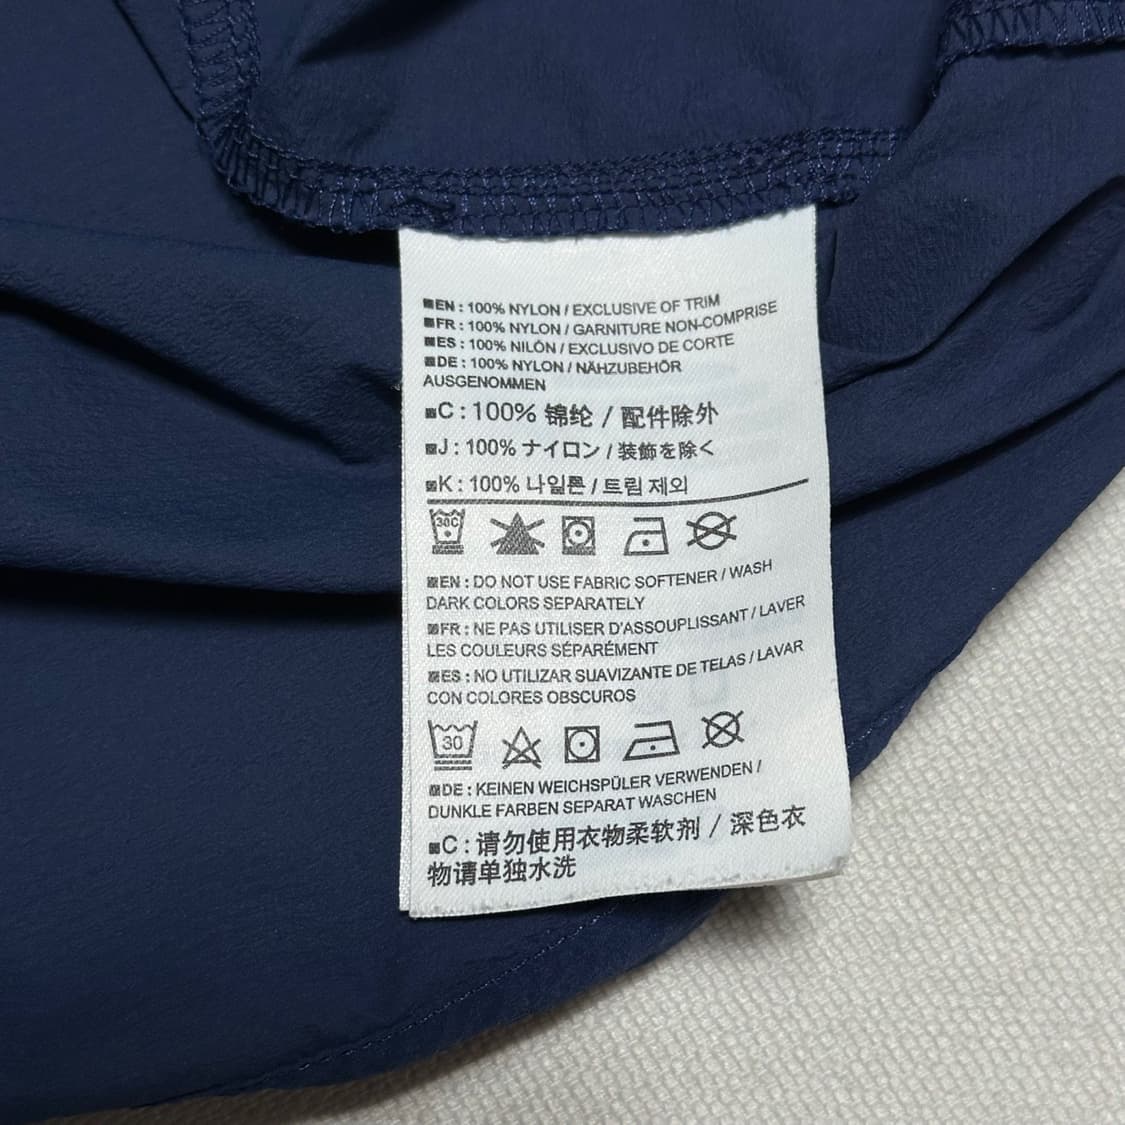 EN : 100% NYLON / EXCLUSIVE OF TRIM
FR : 100% NYLON / GARNITURE NON-COMPRISE
ES : 100% NILÓN / EXCLUSIVO DE CORTE
DE : 100% NYLON / NÄHZUBEHÖR
AUSGENOMMEN
C : 100% 锦纶 / 配件除外
J : 100% ナイロン / 装飾を除く
K : 100% 나일론 / 트림 제외
30C
EN : DO NOT USE FABRIC SOFTENER / WASH
DARK COLORS SEPARATELY
FR : NE PAS UTILISER D'ASSOUPLISSANT / LAVER
LES COULEURS SÉPARÉMENT
ES : NO UTILIZAR SUAVIZANTE DE TELAS / LAVAR
CON COLORES OBSCUROS
30
DE : KEINEN WEICHSPÜLER VERWENDEN /
DUNKLE FARBEN SEPARAT WASCHEN
C : 请勿使用衣物柔软剂 / 深色衣
物请单独水洗